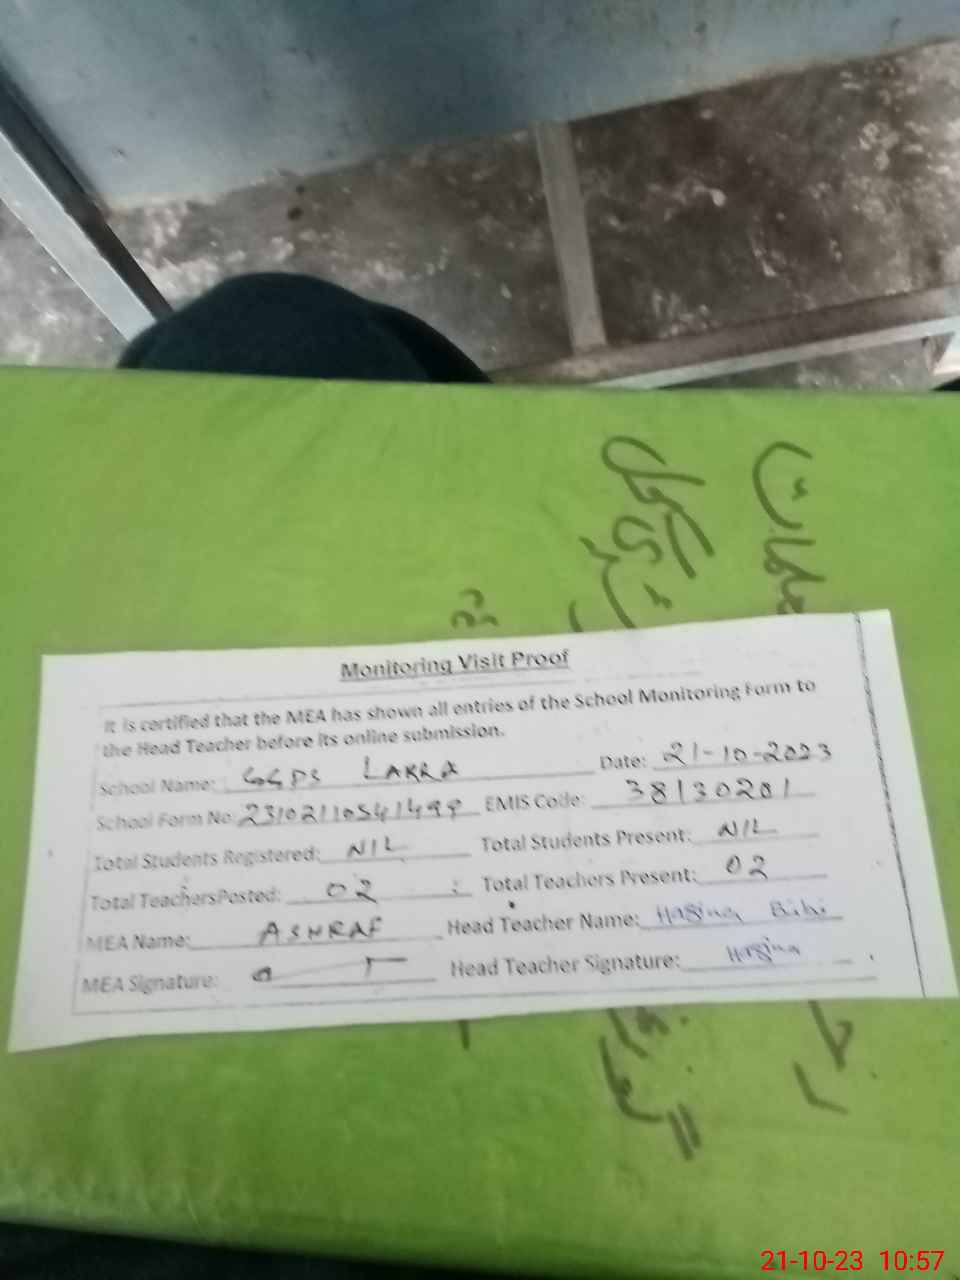 Monitoring Visit Proof
It is certified that the MEA has shown all entries of the School Monitoring Form to
the Head Teacher before its online submission.
School Name: GGPS LAKRA Date: 21-10-2023
School Form No: 23102110541499 EMIS Code: 38130281
Total Students Registered: NIL Total Students Present: NIL
Total TeachersPosted: 02 Total Teachers Present: 02
MEA Name: ASHRAF Head Teacher Name: Hasina Bibi
MEA Signature: Head Teacher Signature: Hasina
21-10-23 10:57